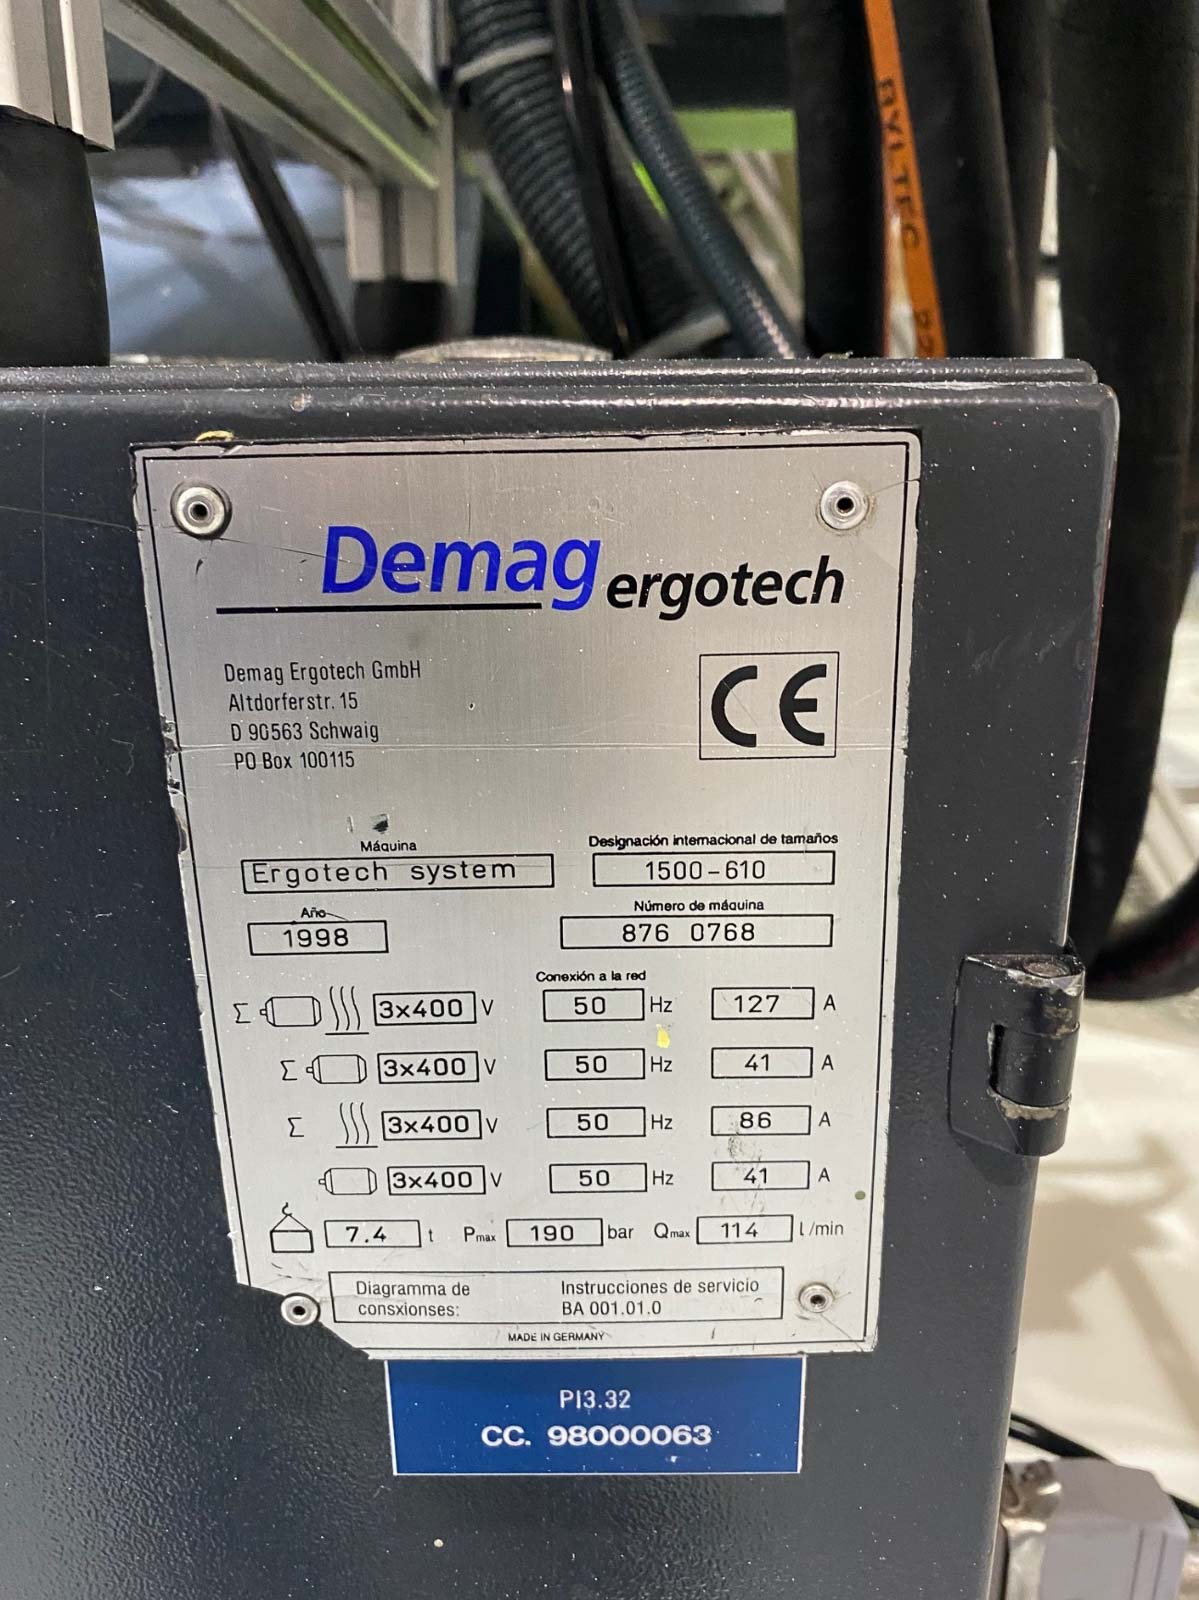 Demag ergotech
Demag Ergotech GmbH
Altdorferstr. 15
D 90563 Schwaig
PO Box 100115
CE
Máquina
Ergotech system
Designación internacional de tamaños
1500-610
Año
1998
Número de máquina
876 0768
Conexión a la red
Σ 3x400 V 50 Hz 127 A
Σ 3x400 V 50 Hz 41 A
Σ 3x400 V 50 Hz 86 A
3x400 V 50 Hz 41 A
7.4 t Pmax 190 bar Qmax 114 l/min
Diagramma de
consxionses:
Instrucciones de servicio
BA 001.01.0
MADE IN GERMANY
PI3.32
CC. 98000063